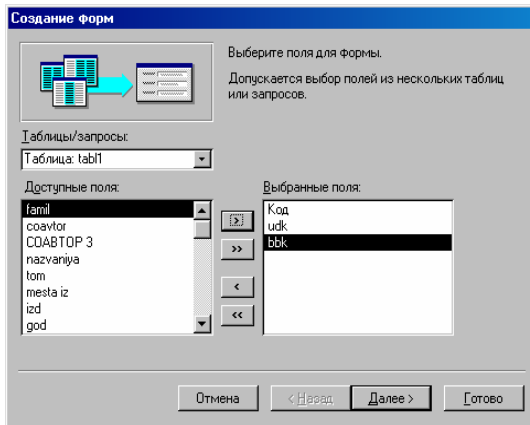 Создание форм
Выберите поля для формы.
Допускается выбор полей из нескольких таблиц
или запросов.
Таблицы/запросы:
Таблица: tabl1
Доступные поля:
famil
coavtor
СОАВТОР 3
nazvaniya
tom
mesta iz
izd
god
>
>>
<
<<
Выбранные поля:
Код
udk
bbk
Отмена
< Назад
Далее >
Готово